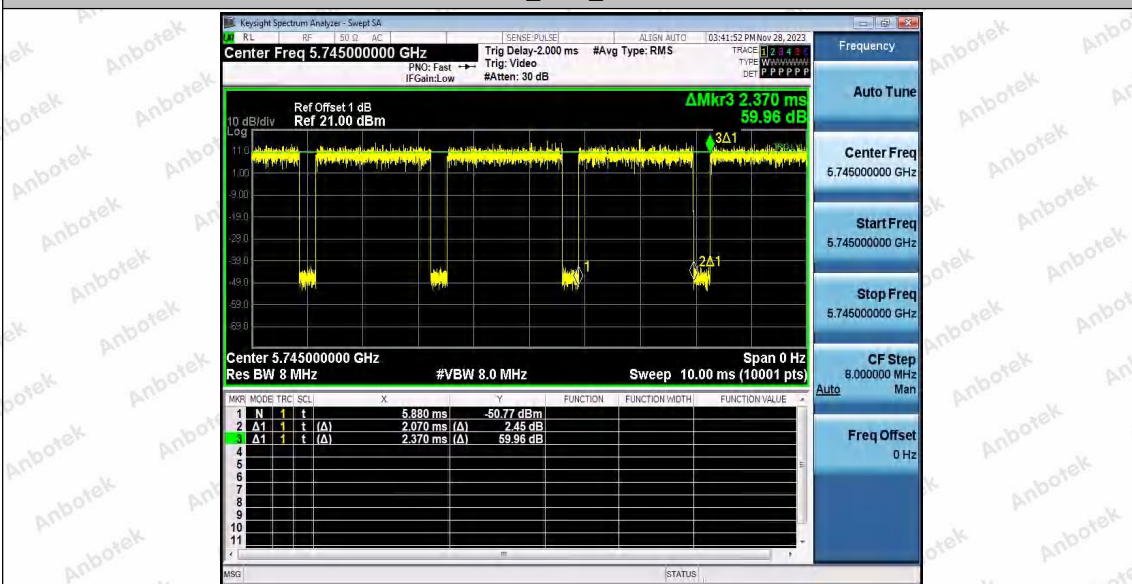 Keysight Spectrum Analyzer - Swept SA
RL RF 50 Ω AC SENSE:PULSE ALIGN AUTO 03:41:52 PM Nov 28, 2023
Center Freq 5.745000000 GHz
PNO: Fast
IFGain:Low
Trig Delay-2.000 ms
Trig: Video
#Atten: 30 dB
#Avg Type: RMS
TRACE 1 2 3 4 5 6
TYPE WWWWWW
DET P P P P P P
ΔMkr3 2.370 ms
59.96 dB
Ref Offset 1 dB
10 dB/div Ref 21.00 dBm
Log
11.0
1.00
-9.00
-19.0
-29.0
-39.0
-49.0
-59.0
-69.0
3Δ1
1
2Δ1
Center 5.745000000 GHz Span 0 Hz
Res BW 8 MHz #VBW 8.0 MHz Sweep 10.00 ms (10001 pts)
MKR MODE TRC SCL X Y FUNCTION FUNCTION WIDTH FUNCTION VALUE
1 N 1 t 5.880 ms -50.77 dBm
2 Δ1 1 t (Δ) 2.070 ms (Δ) 2.45 dB
3 Δ1 1 t (Δ) 2.370 ms (Δ) 59.96 dB
4
5
6
7
8
9
10
11
MSG STATUS
Frequency
Auto Tune
Center Freq
5.745000000 GHz
Start Freq
5.745000000 GHz
Stop Freq
5.745000000 GHz
CF Step
8.000000 MHz
Auto Man
Freq Offset
0 Hz
Anbotek